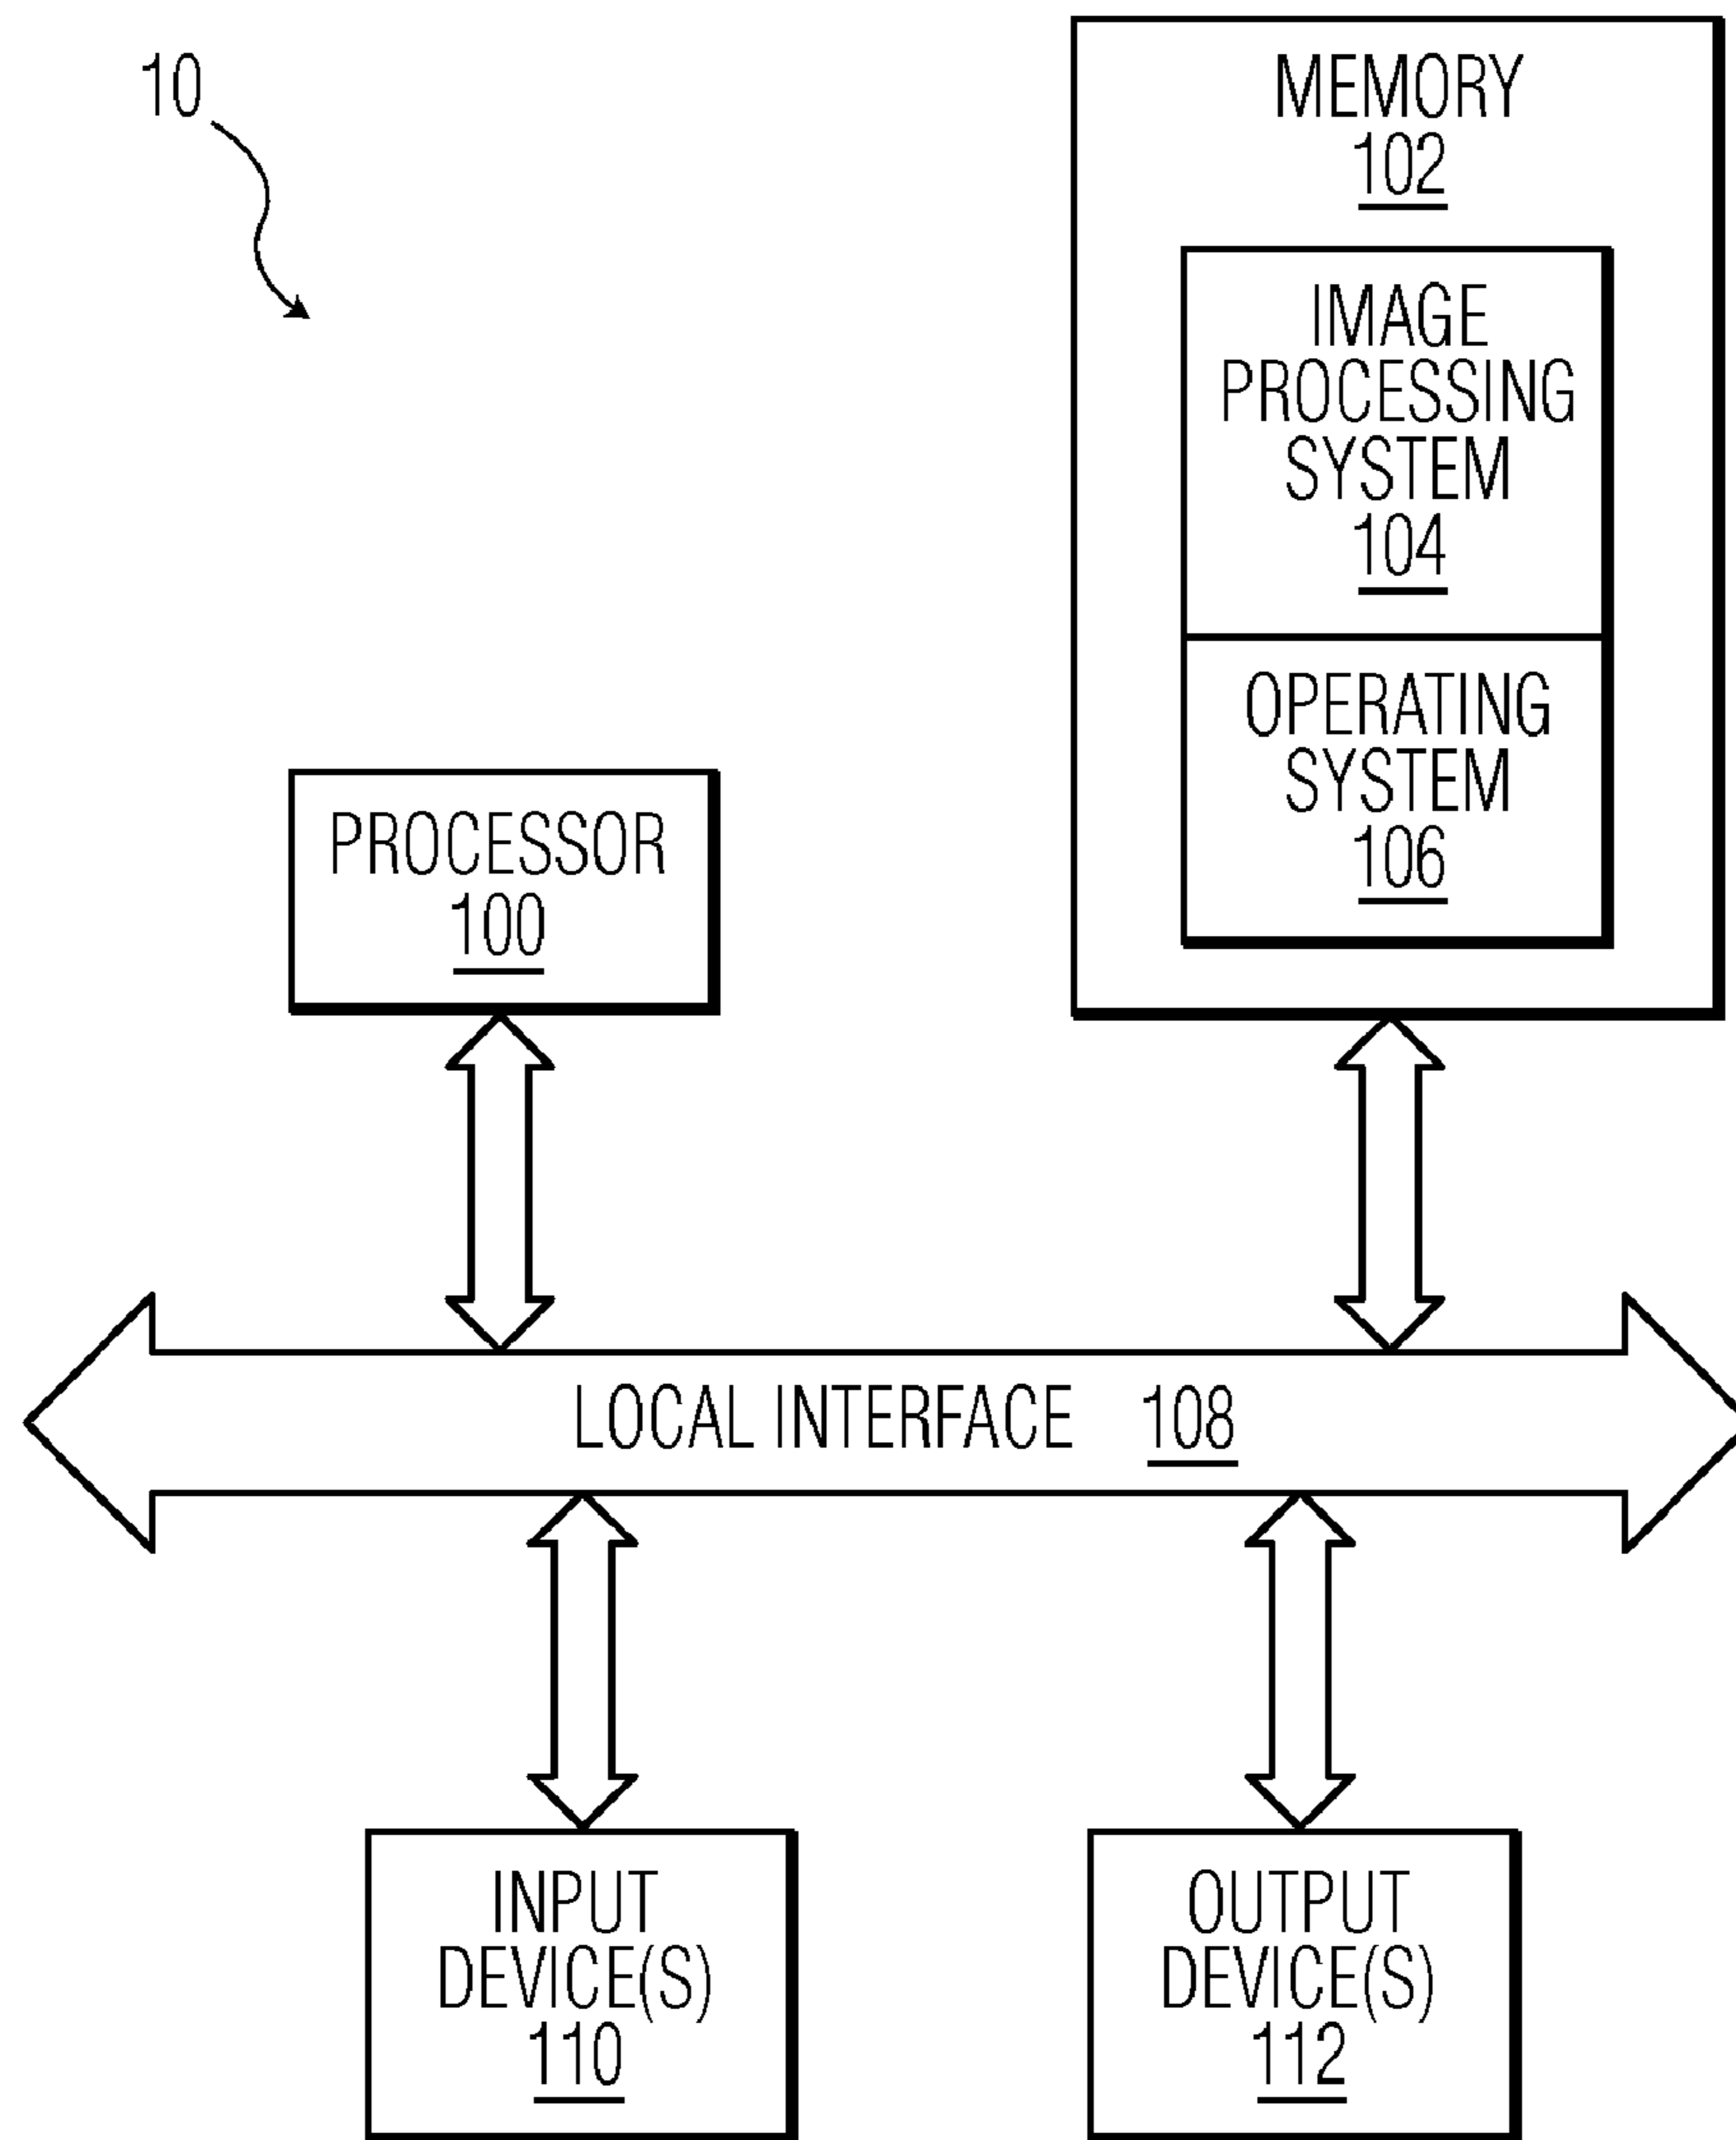 10
MEMORY
102
IMAGE
PROCESSING
SYSTEM
104
OPERATING
SYSTEM
106
PROCESSOR
100
LOCAL INTERFACE 108
INPUT
DEVICE(S)
110
OUTPUT
DEVICE(S)
112